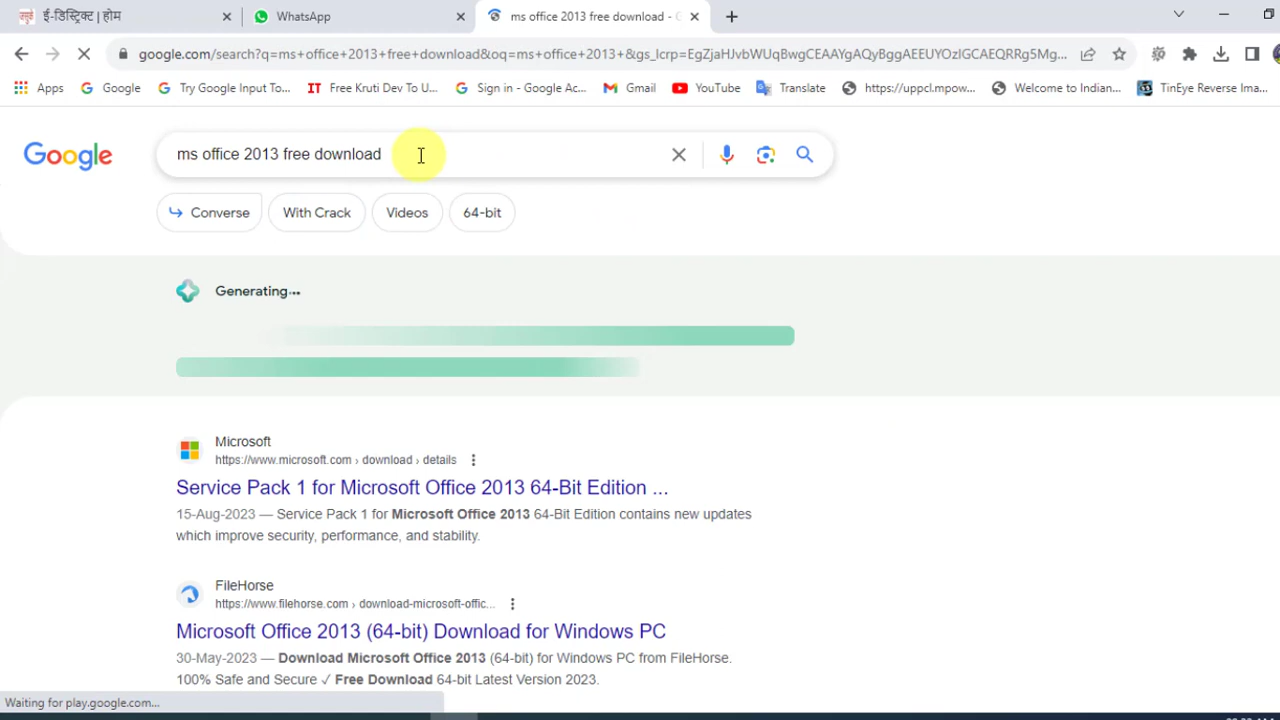 ई-डिस्ट्रिक्ट | होम
WhatsApp
ms office 2013 free download - G
google.com/search?q=ms+office+2013+free+download&oq=ms+office+2013+&gs_lcrp=EgZjaHJvbWUqBwgCEAAYgAQyBggAEEUYOzIGCAEQRRg5Mg...
Apps
Google
Try Google Input To...
Free Kruti Dev To U...
Sign in - Google Ac...
Gmail
YouTube
Translate
https://uppcl.mpow...
Welcome to Indian...
TinEye Reverse Ima...
Google
ms office 2013 free download
Converse
With Crack
Videos
64-bit
Generating...
Microsoft
https://www.microsoft.com › download › details
Service Pack 1 for Microsoft Office 2013 64-Bit Edition ...
15-Aug-2023 — Service Pack 1 for Microsoft Office 2013 64-Bit Edition contains new updates
which improve security, performance, and stability.
FileHorse
https://www.filehorse.com › download-microsoft-offic...
Microsoft Office 2013 (64-bit) Download for Windows PC
30-May-2023 — Download Microsoft Office 2013 (64-bit) for Windows PC from FileHorse.
100% Safe and Secure ✓ Free Download 64-bit Latest Version 2023.
Waiting for play.google.com...